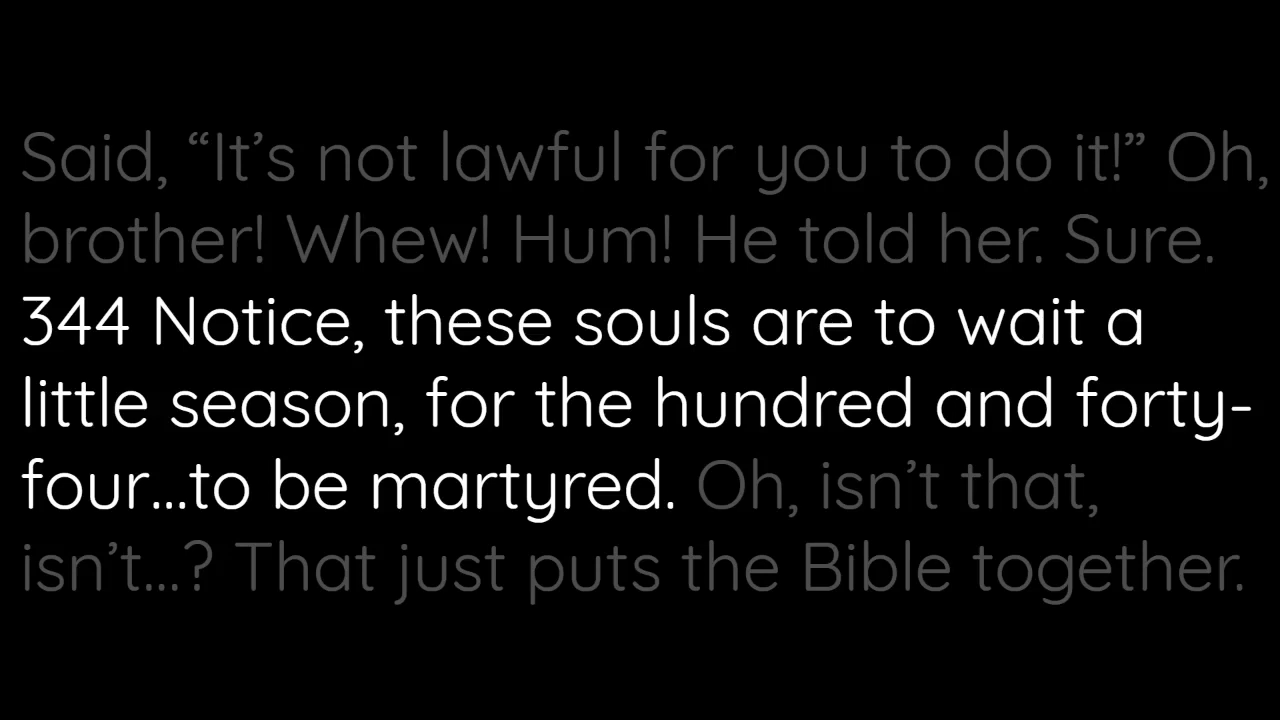 Said, “It’s not lawful for you to do it!” Oh,
brother! Whew! Hum! He told her. Sure.
344 Notice, these souls are to wait a
little season, for the hundred and forty-
four...to be martyred. Oh, isn’t that,
isn’t...? That just puts the Bible together.